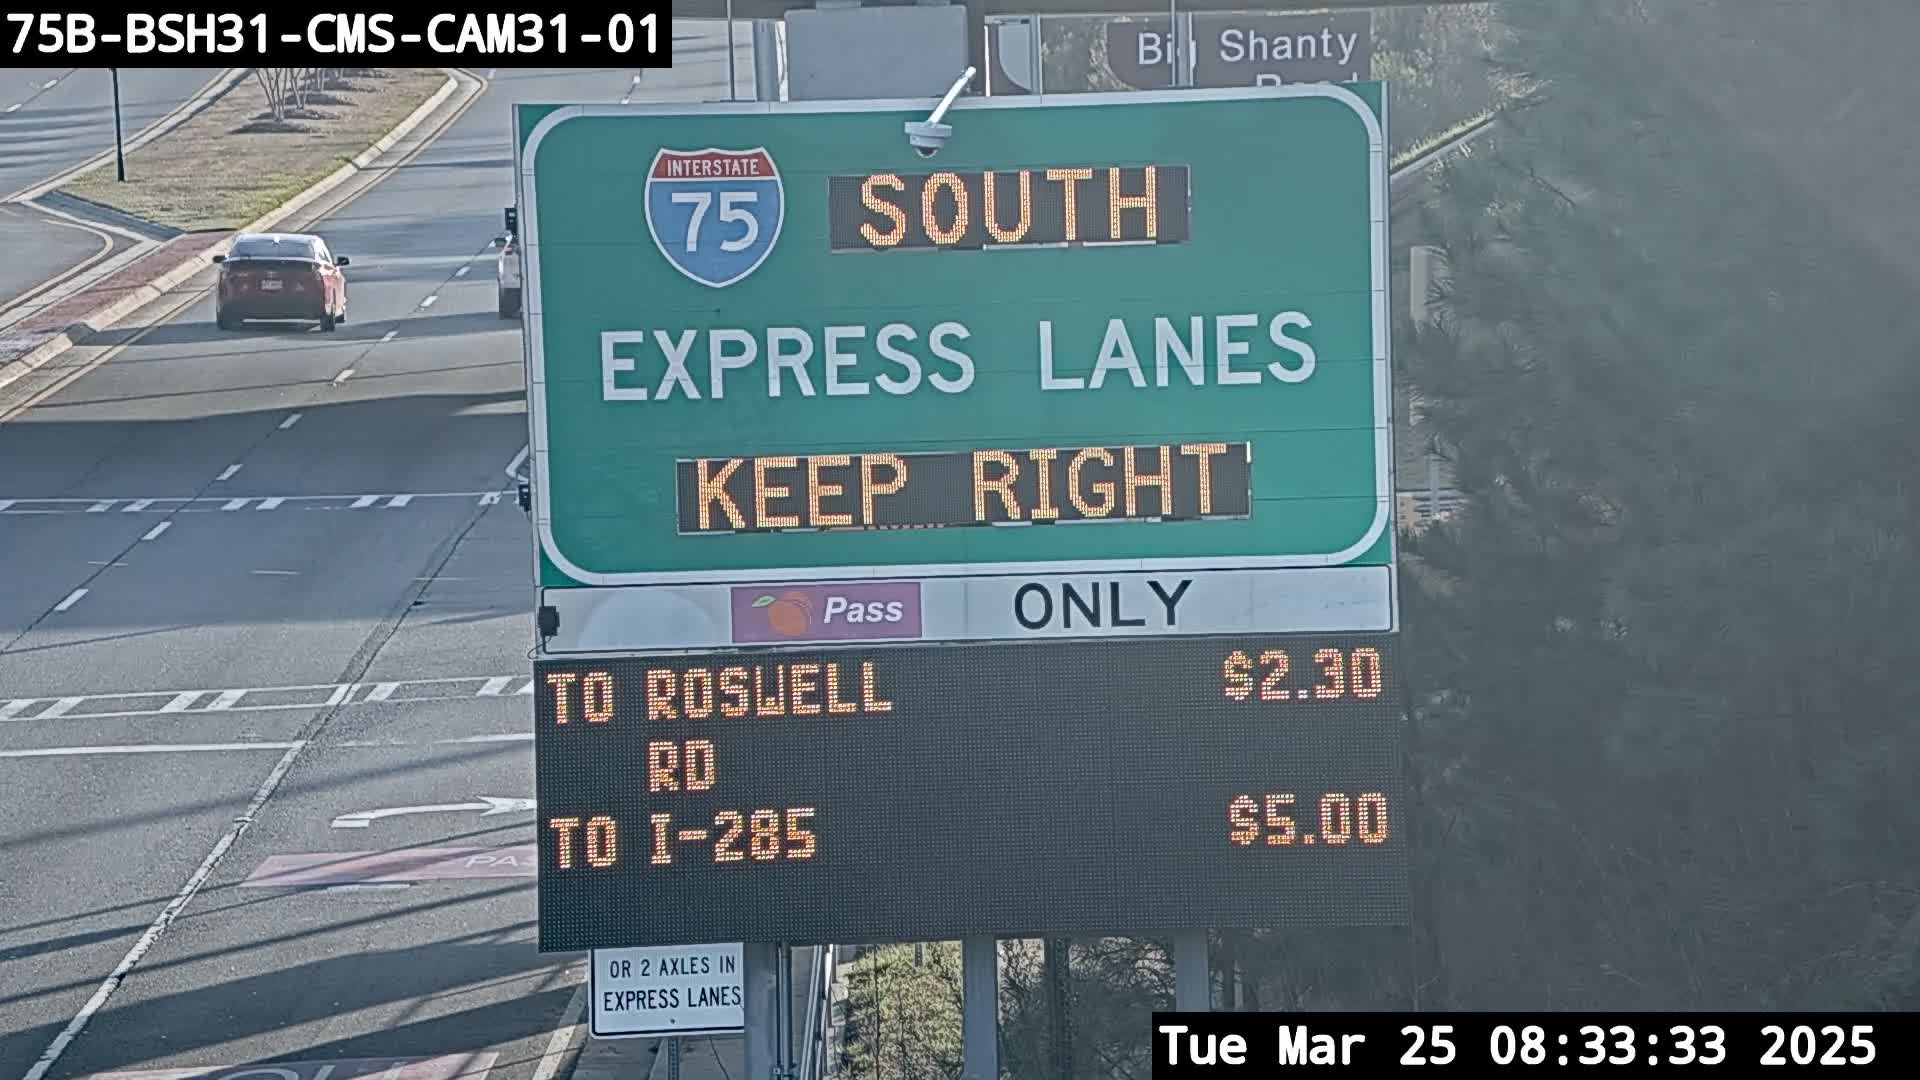 75B-BSH31-CMS-CAM31-01
Big Shanty
Road
INTERSTATE
75
SOUTH
EXPRESS LANES
KEEP RIGHT
Pass
ONLY
TO ROSWELL $2.30
RD
TO I-285 $5.00
OR 2 AXLES IN
EXPRESS LANES
Tue Mar 25 08:33:33 2025